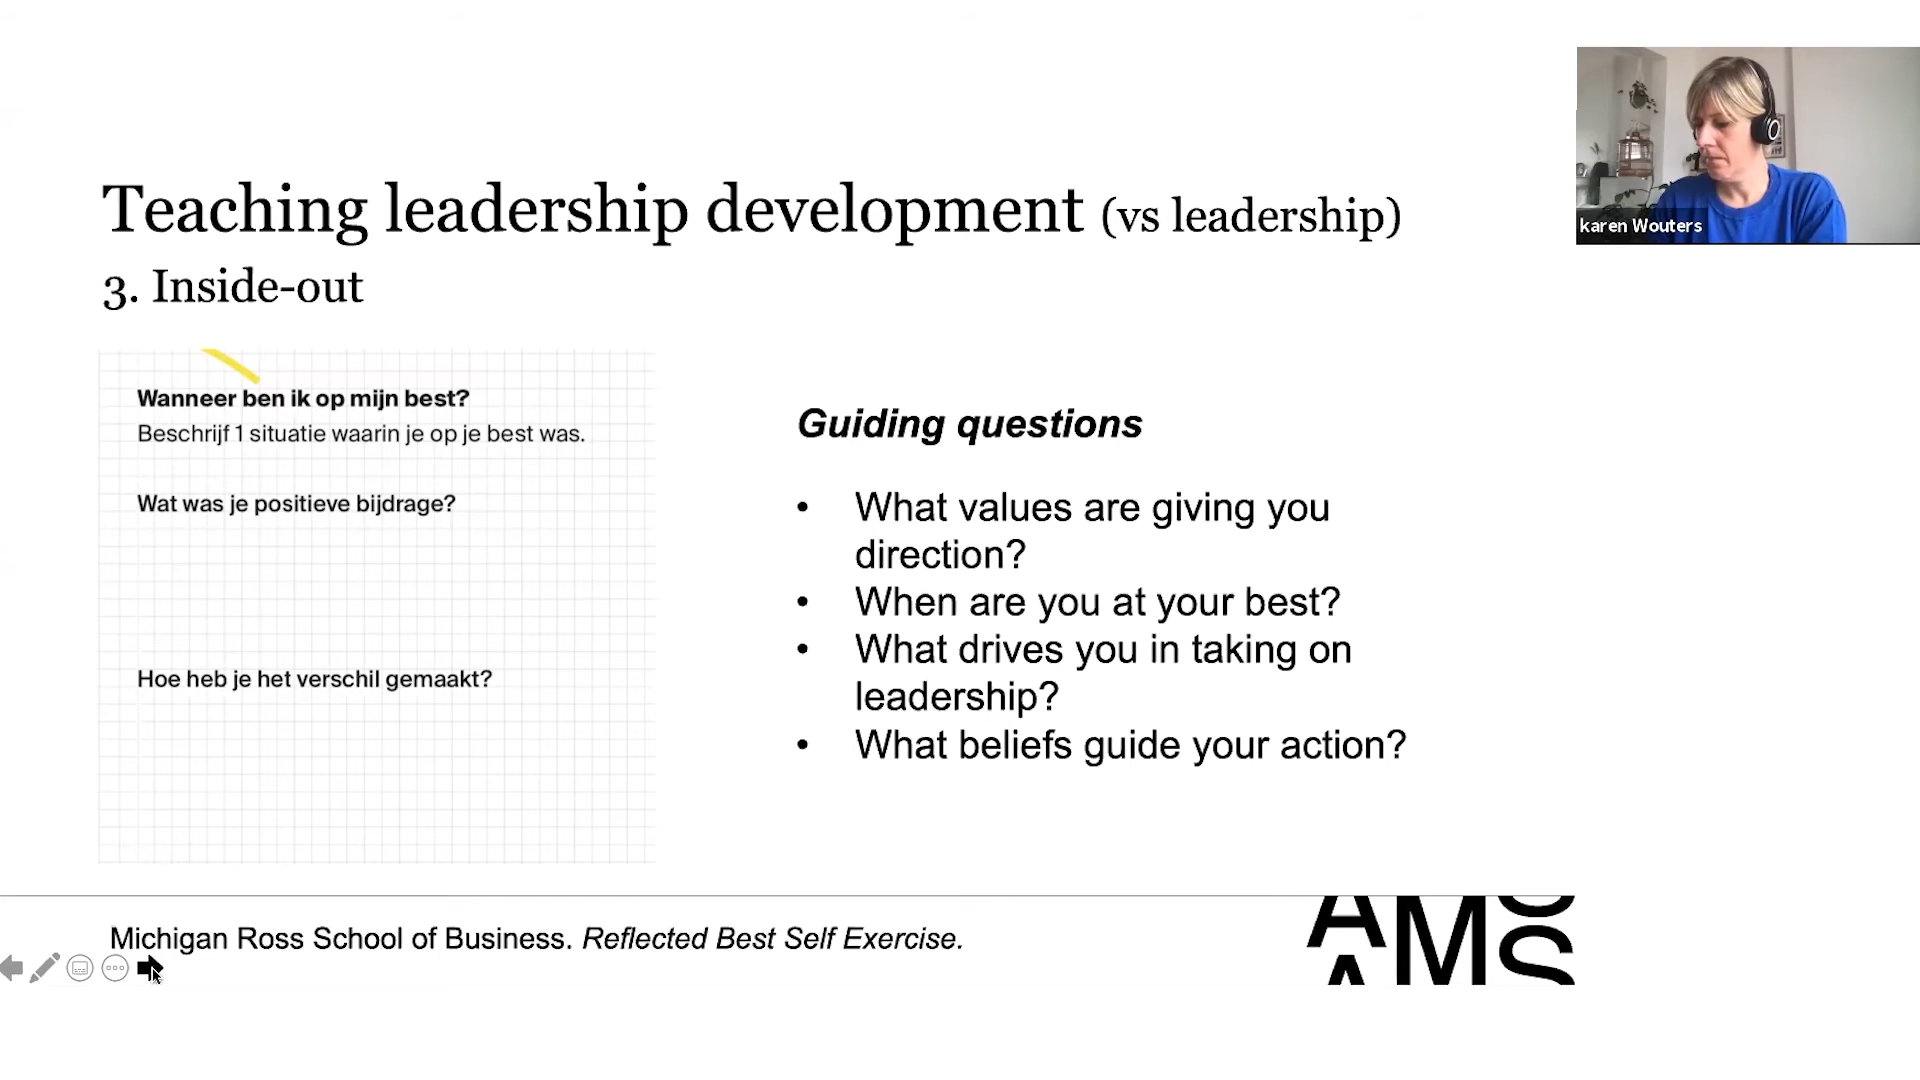 Teaching leadership development (vs leadership)
3. Inside-out
Wanneer ben ik op mijn best?
Beschrijf 1 situatie waarin je op je best was.
Wat was je positieve bijdrage?
Hoe heb je het verschil gemaakt?
Guiding questions
• What values are giving you
direction?
• When are you at your best?
• What drives you in taking on
leadership?
• What beliefs guide your action?
Michigan Ross School of Business. Reflected Best Self Exercise.
AMS
karen Wouters